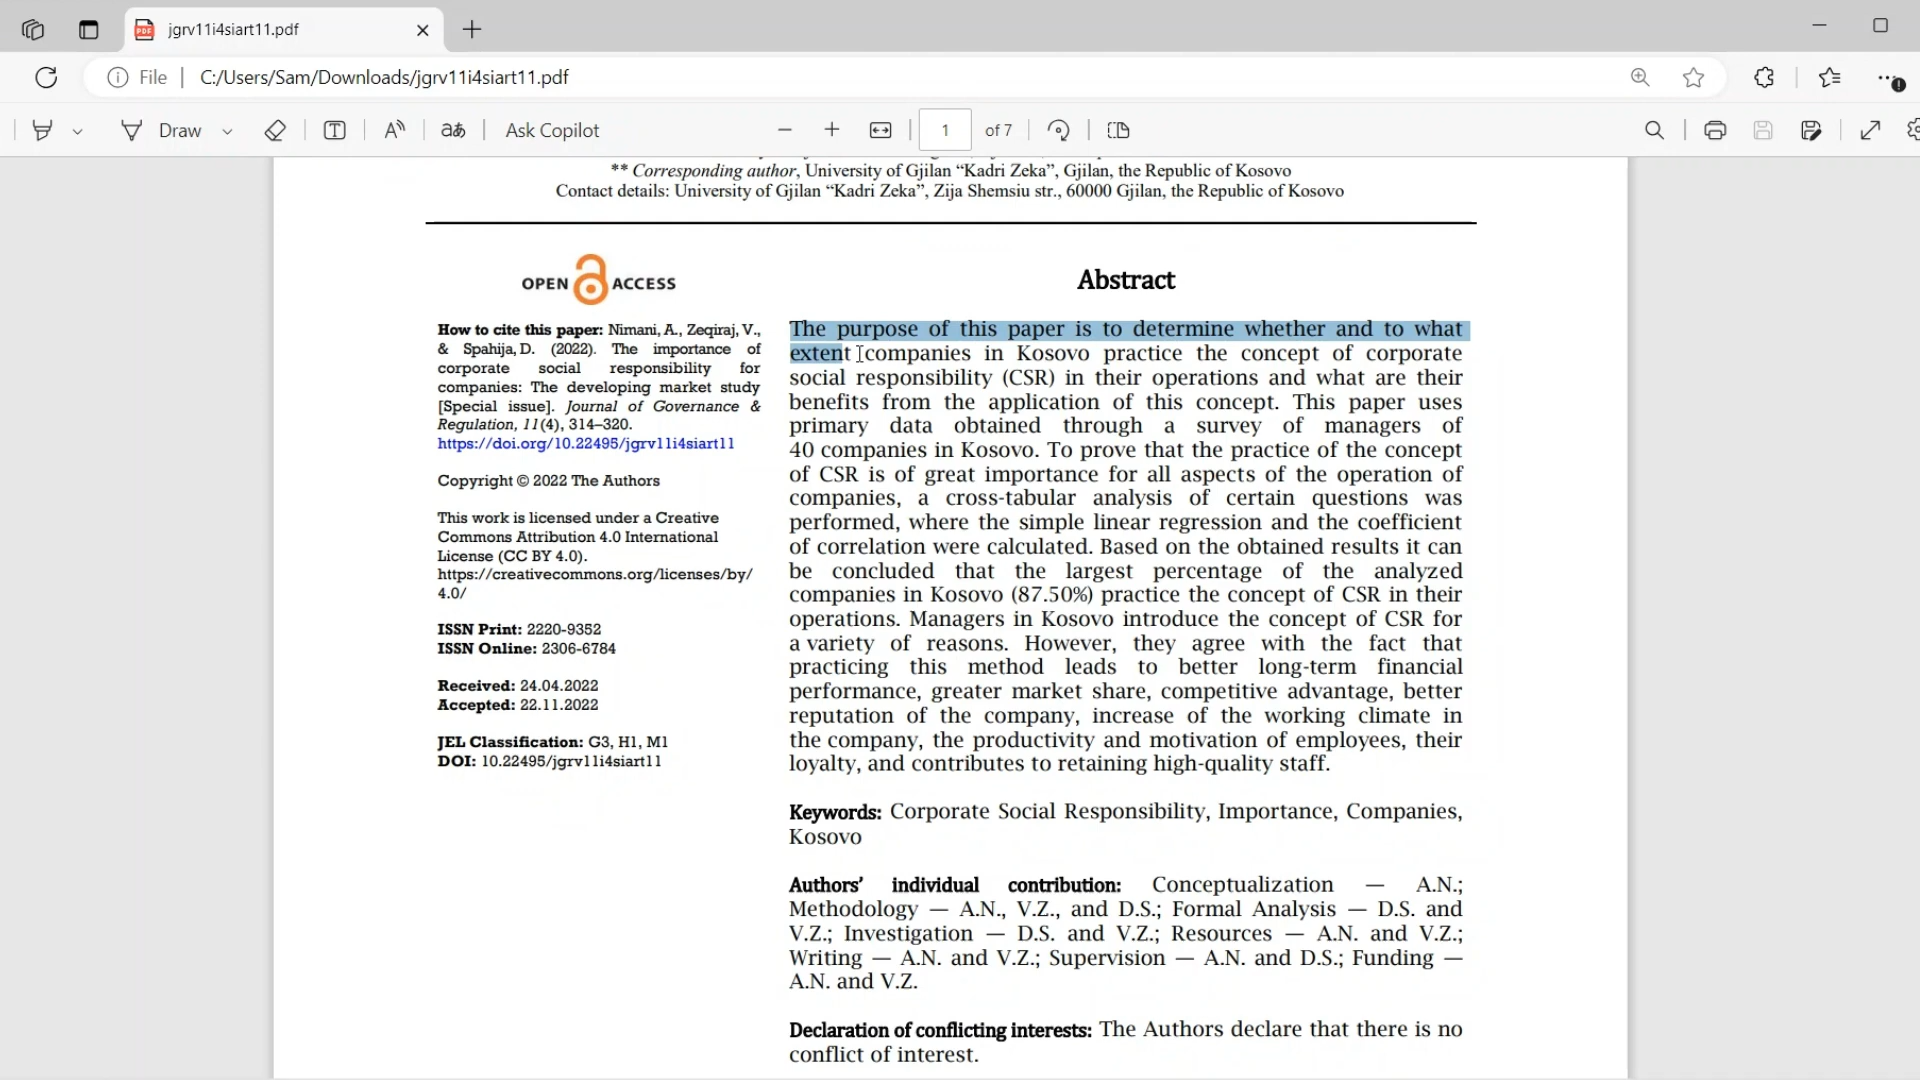 jgrv11i4siart11.pdf
File
C:/Users/Sam/Downloads/jgrv11i4siart11.pdf
Draw
Ask Copilot
1
of 7
** Corresponding author, University of Gjilan “Kadri Zeka”, Gjilan, the Republic of Kosovo
Contact details: University of Gjilan “Kadri Zeka”, Zija Shemsiu str., 60000 Gjilan, the Republic of Kosovo
OPEN ACCESS
How to cite this paper: Nimani, A., Zeqiraj, V.,
& Spahija, D. (2022). The importance of
corporate social responsibility for
companies: The developing market study
[Special issue]. Journal of Governance &
Regulation, 11(4), 314–320.
https://doi.org/10.22495/jgrv11i4siart11
Copyright © 2022 The Authors
This work is licensed under a Creative
Commons Attribution 4.0 International
License (CC BY 4.0).
https://creativecommons.org/licenses/by/
4.0/
ISSN Print: 2220-9352
ISSN Online: 2306-6784
Received: 24.04.2022
Accepted: 22.11.2022
JEL Classification: G3, H1, M1
DOI: 10.22495/jgrv11i4siart11
Abstract
The purpose of this paper is to determine whether and to what
extent companies in Kosovo practice the concept of corporate
social responsibility (CSR) in their operations and what are their
benefits from the application of this concept. This paper uses
primary data obtained through a survey of managers of
40 companies in Kosovo. To prove that the practice of the concept
of CSR is of great importance for all aspects of the operation of
companies, a cross-tabular analysis of certain questions was
performed, where the simple linear regression and the coefficient
of correlation were calculated. Based on the obtained results it can
be concluded that the largest percentage of the analyzed
companies in Kosovo (87.50%) practice the concept of CSR in their
operations. Managers in Kosovo introduce the concept of CSR for
a variety of reasons. However, they agree with the fact that
practicing this method leads to better long-term financial
performance, greater market share, competitive advantage, better
reputation of the company, increase of the working climate in
the company, the productivity and motivation of employees, their
loyalty, and contributes to retaining high-quality staff.
Keywords: Corporate Social Responsibility, Importance, Companies,
Kosovo
Authors’ individual contribution: Conceptualization — A.N.;
Methodology — A.N., V.Z., and D.S.; Formal Analysis — D.S. and
V.Z.; Investigation — D.S. and V.Z.; Resources — A.N. and V.Z.;
Writing — A.N. and V.Z.; Supervision — A.N. and D.S.; Funding —
A.N. and V.Z.
Declaration of conflicting interests: The Authors declare that there is no
conflict of interest.